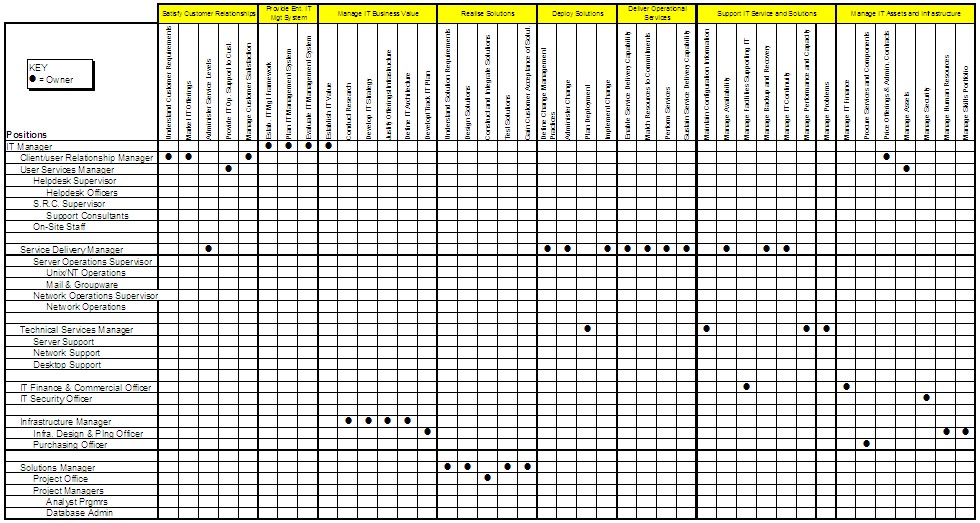 Satisfy Customer Relationships
Provide Ent. IT
Mgt System
Manage IT Business Value
Realise Solutions
Deploy Solutions
Deliver Operational
Services
Support IT Service and Solutions
Manage IT Assets and Infrastructure
KEY
= Owner
Understand Customer Requirements
Market IT Offerings
Administer Service Levels
Provide IT Op. Support to Cust.
Manage Customer Satisfaction
Estab. IT Mgt Framework
Plan IT Management System
Evaluate IT Management System
Establish IT Value
Conduct Research
Develop IT Strategy
Justify Offering/Infrastructure
Define IT Architecture
Develop/Track IT Plan
Understand Solution Requirements
Design Solutions
Construct and Integrate Solutions
Test Solutions
Customer Acceptance of Solut.
Define Change Management
Practices
Administer Change
Plan Deployment
Implement Change
Enable Service Delivery Capability
Match Resources to Commitments
Perform Services
Sustain Service Delivery Capability
Maintain Configuration Information
Manage Availability
Manage Facilities Supporting IT
Manage Backup and Recovery
Manage IT Continuity
Manage Performance and Capacity
Manage Problems
Manage IT Finance
Procure Services and Components
Price Offerings & Admin. Contracts
Manage Assets
Manage Security
Manage Human Resources
Manage Skills Portfolio
Positions
IT Manager
Client/user Relationship Manager
User Services Manager
Helpdesk Supervisor
Helpdesk Officers
S.R.C. Supervisor
Support Consultants
On-Site Staff
Service Delivery Manager
Server Operations Supervisor
Unix/NT Operations
Mail & Groupware
Network Operations Supervisor
Network Operations
Technical Services Manager
Server Support
Network Support
Desktop Support
IT Finance & Commercial Officer
IT Security Officer
Infrastructure Manager
Infra. Design & Plng Officer
Purchasing Officer
Solutions Manager
Project Office
Project Managers
Analyst Prgmrs
Database Admin